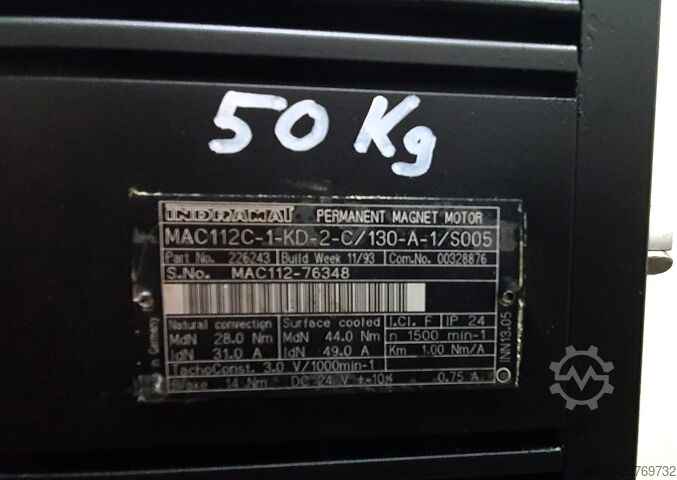 50 Kg
INDRAMAT PERMANENT MAGNET MOTOR
MAC112C-1-KD-2-C/130-A-1/S005
Part No. 226243 Build Week 11/93 Com.No. 00328876
S.No. MAC112-76348
Natural convection Surface cooled I.Cl. F IP 24
MdN 28.0 Nm MdN 44.0 Nm n 1500 min-1
IdN 31.0 A IdN 49.0 A Km 1.00 Nm/A
TachoConst. 3.0 V/1000min-1
Brake 14 Nm DC 24 V +-10% 0.75 A
in Germany
NN13.05